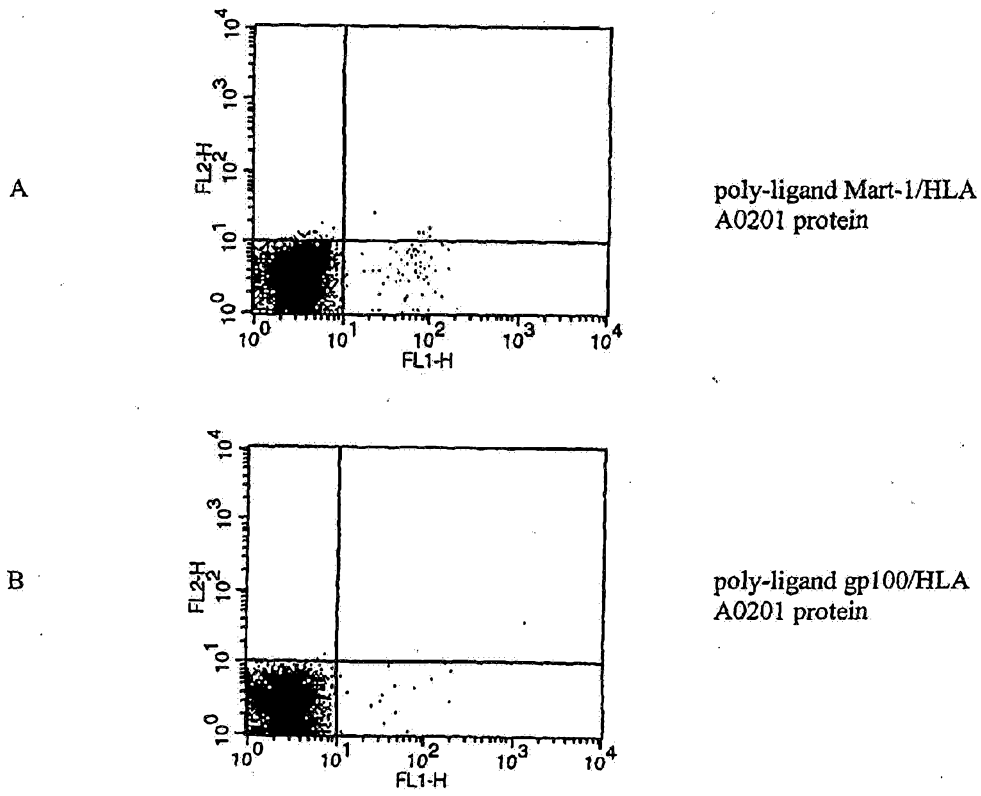 A
FL2-H
10^4
10^3
10^2
10^1
10^0
10^0 10^1 10^2 10^3 10^4
FL1-H
poly-ligand Mart-1/HLA
A0201 protein
B
FL2-H
10^4
10^3
10^2
10^1
10^0
10^0 10^1 10^2 10^3 10^4
FL1-H
poly-ligand gp100/HLA
A0201 protein